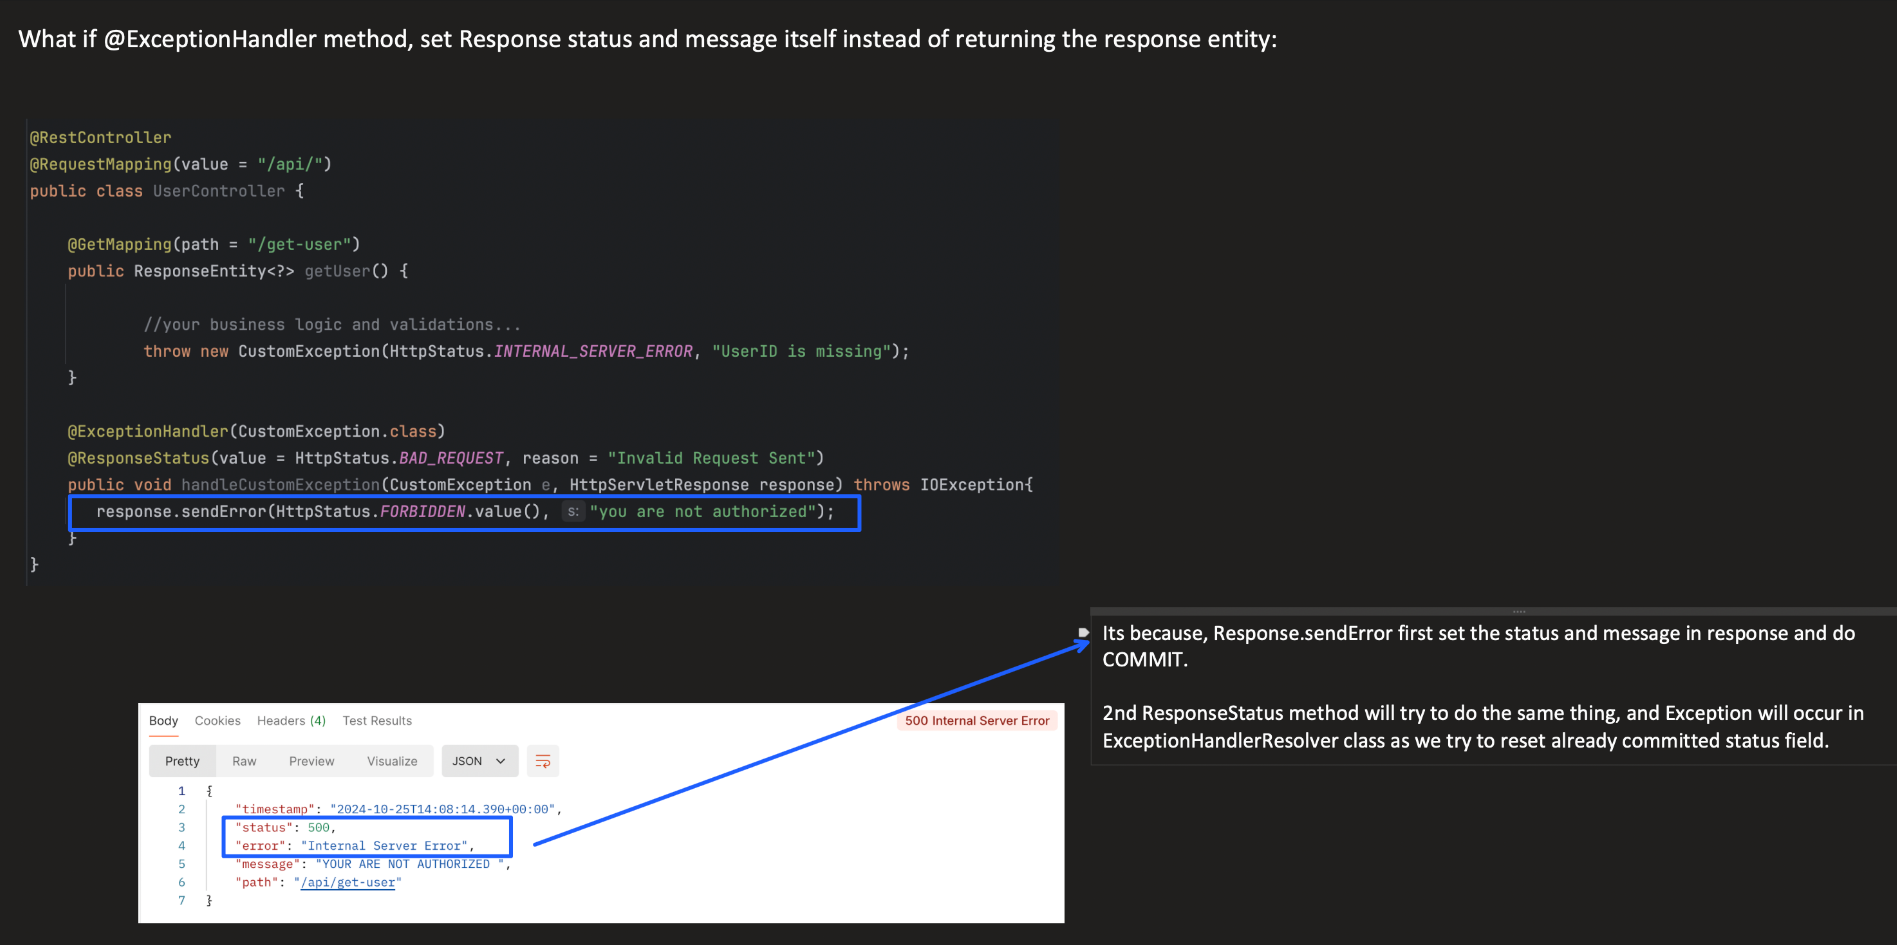 What if @ExceptionHandler method, set Response status and message itself instead of returning the response entity:
@RestController
@RequestMapping(value = "/api/")
public class UserController {
@GetMapping(path = "/get-user")
public ResponseEntity<?> getUser() {
//your business logic and validations...
throw new CustomException(HttpStatus.INTERNAL_SERVER_ERROR, "UserID is missing");
}
@ExceptionHandler(CustomException.class)
@ResponseStatus(value = HttpStatus.BAD_REQUEST, reason = "Invalid Request Sent")
public void handleCustomException(CustomException e, HttpServletResponse response) throws IOException{
response.sendError(HttpStatus.FORBIDDEN.value(), s: "you are not authorized");
}
}
Its because, Response.sendError first set the status and message in response and do
COMMIT.
2nd ResponseStatus method will try to do the same thing, and Exception will occur in
ExceptionHandlerResolver class as we try to reset already committed status field.
Body Cookies Headers (4) Test Results 500 Internal Server Error
Pretty Raw Preview Visualize JSON
1 {
2 "timestamp": "2024-10-25T14:08:14.390+00:00",
3 "status": 500,
4 "error": "Internal Server Error",
5 "message": "YOUR ARE NOT AUTHORIZED ",
6 "path": "/api/get-user"
7 }